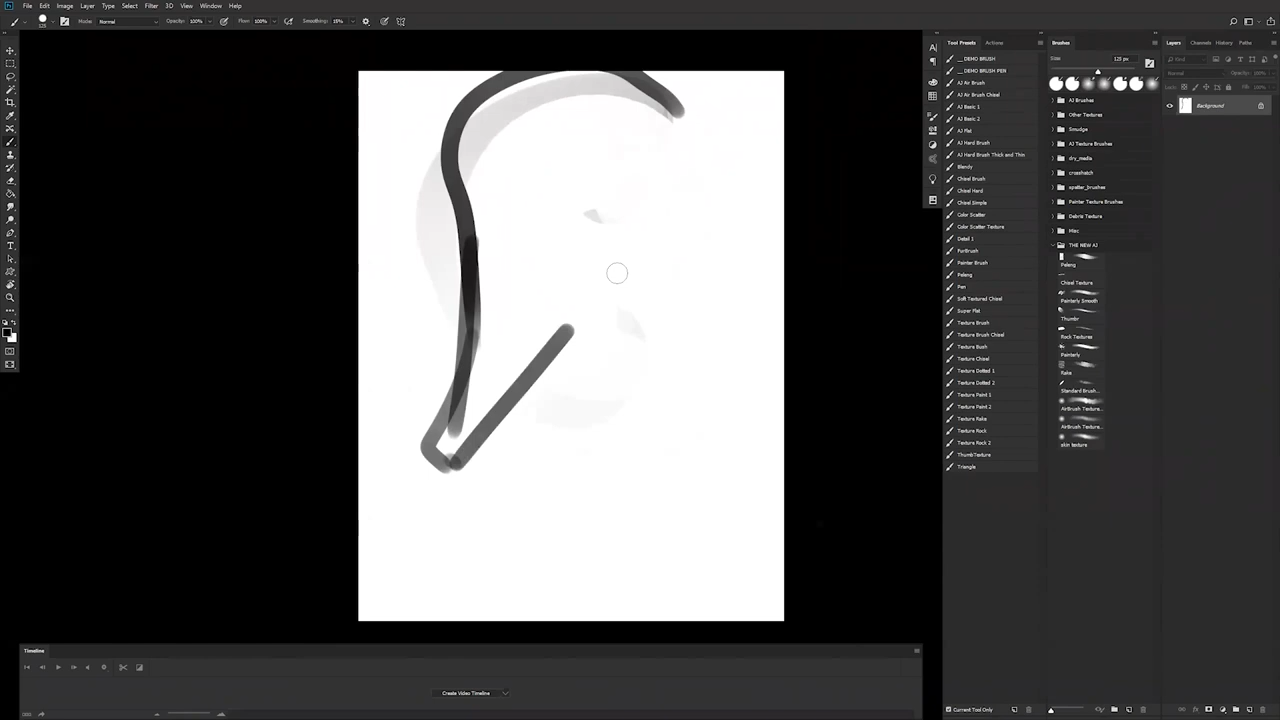 File Edit Image Layer Type Select Filter 3D View Window Help
Mode: Normal Opacity: 100% Flow: 100% Smoothing: 15%
Tool Presets Actions
__DEMO BRUSH
__DEMO BRUSH PEN
AJ Air Brush
AJ Air Brush Chisel
AJ Basic 1
AJ Basic 2
AJ Flat
AJ Hard Brush
AJ Hard Brush Thick and Thin
Blendy
Chisel Brush
Chisel Hard
Chisel Simple
Color Scatter
Color Scatter Texture
Detail 1
FurBrush
Painter Brush
Peleng
Pen
Soft Textured Chisel
Super Flat
Texture Brush
Texture Brush Chisel
Texture Bush
Texture Chisel
Texture Dotted 1
Texture Dotted 2
Texture Paint 1
Texture Paint 2
Texture Rake
Texture Rock
Texture Rock 2
ThumbTexture
Triangle
Current Tool Only
Brushes
Size 125 px
AJ Brushes
Other Textures
Smudge
AJ Texture Brushes
dry_media
crosshatch
spatter_brushes
Painter Texture Brushes
Debris Texture
Misc
THE NEW AJ
Peleng
Chisel Texture
Painterly Smooth
Thumbr
Rock Textures
Painterly
Rake
Standard Brush...
AirBrush Texture...
AirBrush Texture...
skin texture
Layers Channels History Paths
Kind
Normal Opacity: 100%
Lock: Fill: 100%
Background
Timeline
Create Video Timeline